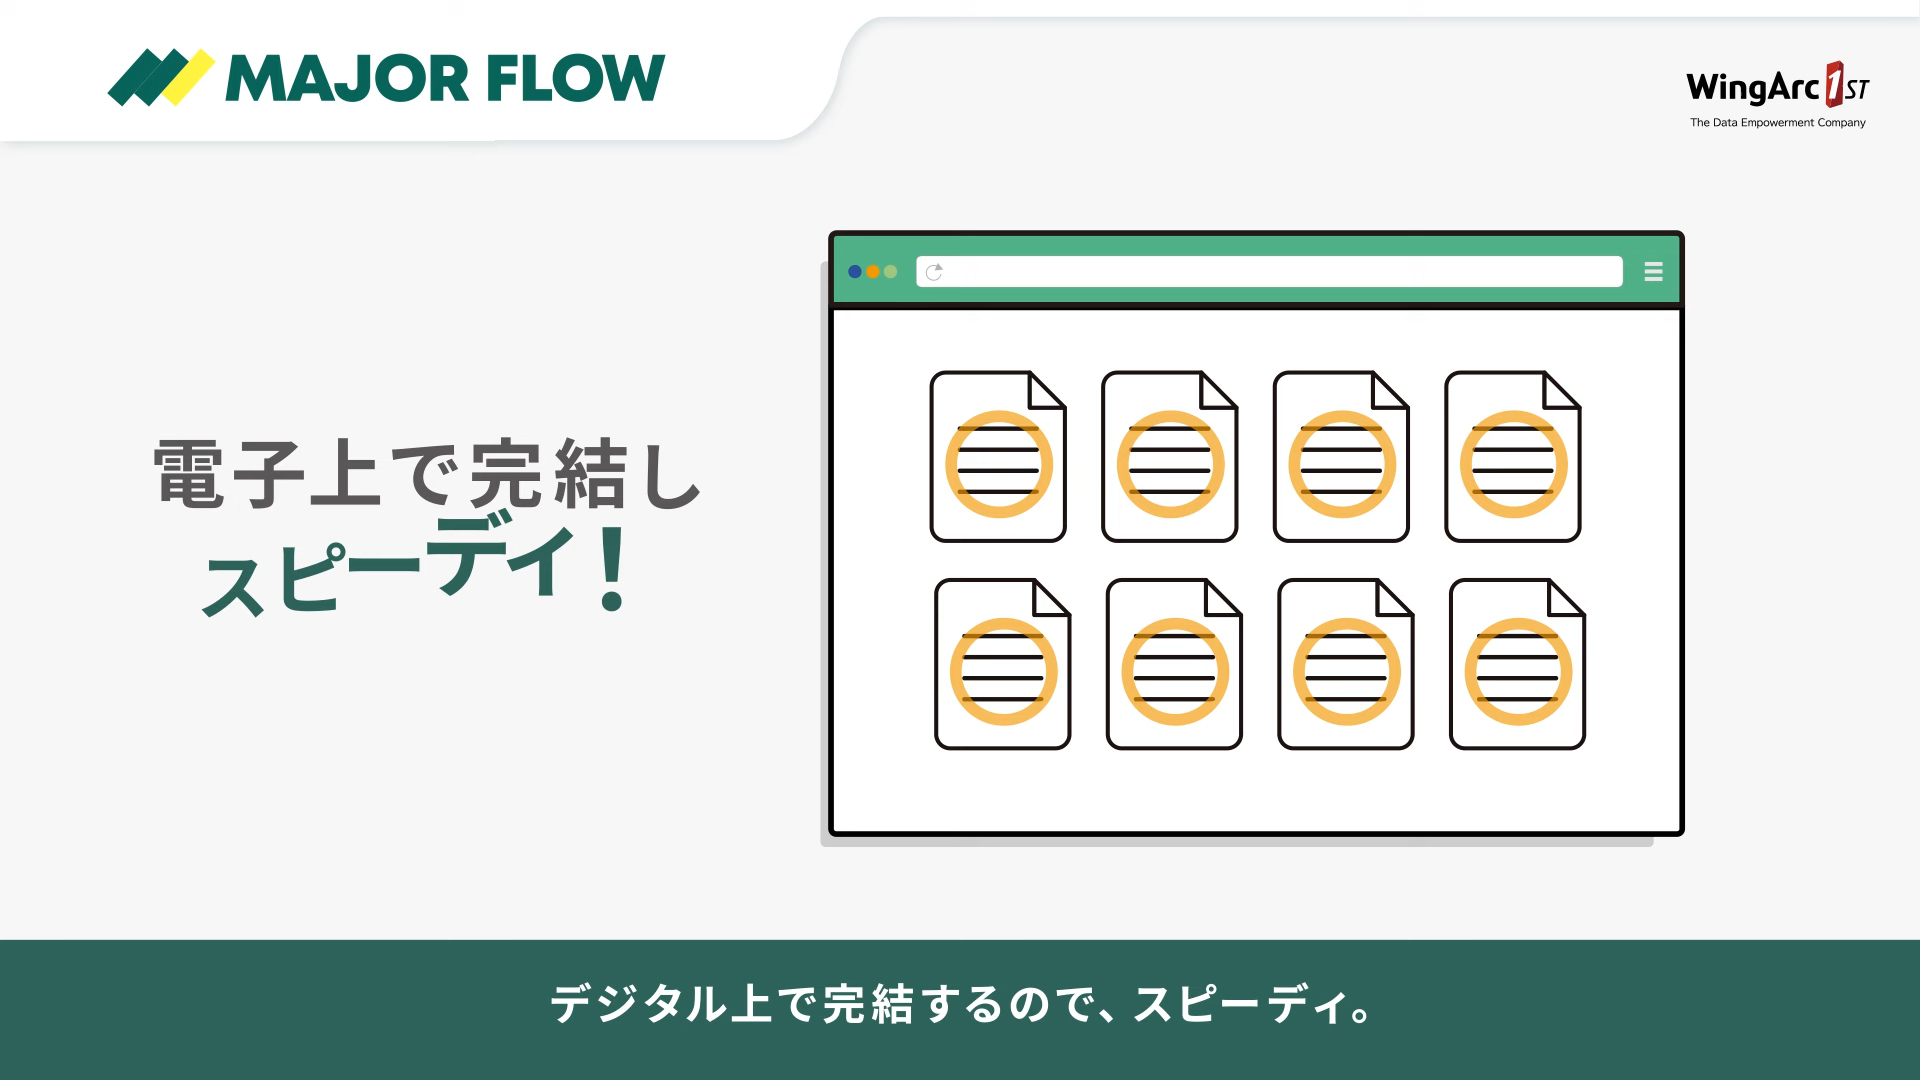 MAJOR FLOW
WingArc1ST
The Data Empowerment Company
電子上で完結し
スピーディ！
デジタル上で完結するので、スピーディ。